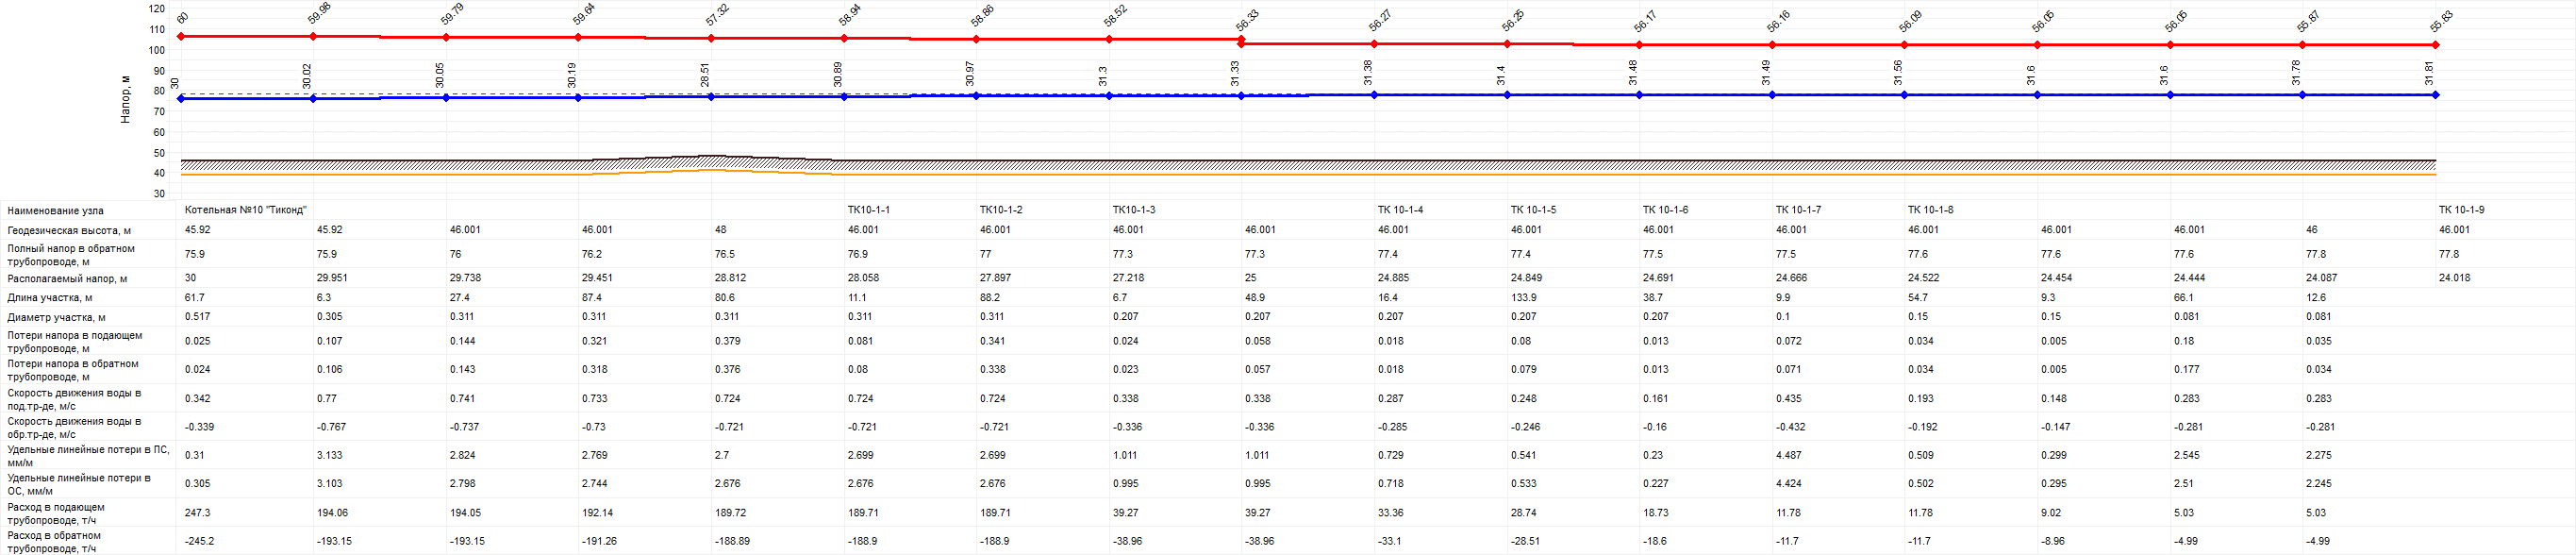 120
110
100
90
80
70
60
50
40
30
Напор, м
60 59.98 59.79 59.64 57.32 58.94 58.86 58.52 56.33 56.27 56.25 56.17 56.16 56.09 56.05 56.05 55.87 55.83
30 30.02 30.05 30.19 28.51 30.89 30.97 31.3 31.33 31.38 31.4 31.48 31.49 31.56 31.6 31.6 31.78 31.81
Наименование узла Котельная №10 "Тиконд" ТК10-1-1 ТК10-1-2 ТК10-1-3 ТК 10-1-4 ТК 10-1-5 ТК 10-1-6 ТК 10-1-7 ТК 10-1-8 ТК 10-1-9
Геодезическая высота, м 45.92 45.92 46.001 46.001 48 46.001 46.001 46.001 46.001 46.001 46.001 46.001 46.001 46.001 46.001 46.001 46 46.001
Полный напор в обратном
трубопроводе, м 75.9 75.9 76 76.2 76.5 76.9 77 77.3 77.3 77.4 77.4 77.5 77.5 77.6 77.6 77.6 77.8 77.8
Располагаемый напор, м 30 29.951 29.738 29.451 28.812 28.058 27.897 27.218 25 24.885 24.849 24.691 24.666 24.522 24.454 24.444 24.087 24.018
Длина участка, м 61.7 6.3 27.4 87.4 80.6 11.1 88.2 6.7 48.9 16.4 133.9 38.7 9.9 54.7 9.3 66.1 12.6
Диаметр участка, м 0.517 0.305 0.311 0.311 0.311 0.311 0.311 0.207 0.207 0.207 0.207 0.207 0.1 0.15 0.15 0.081 0.081
Потери напора в подающем
трубопроводе, м 0.025 0.107 0.144 0.321 0.379 0.081 0.341 0.024 0.058 0.018 0.08 0.013 0.072 0.034 0.005 0.18 0.035
Потери напора в обратном
трубопроводе, м 0.024 0.106 0.143 0.318 0.376 0.08 0.338 0.023 0.057 0.018 0.079 0.013 0.071 0.034 0.005 0.177 0.034
Скорость движения воды в
под.тр-де, м/с 0.342 0.77 0.741 0.733 0.724 0.724 0.724 0.338 0.338 0.287 0.248 0.161 0.435 0.193 0.148 0.283 0.283
Скорость движения воды в
обр.тр-де, м/с -0.339 -0.767 -0.737 -0.73 -0.721 -0.721 -0.721 -0.336 -0.336 -0.285 -0.246 -0.16 -0.432 -0.192 -0.147 -0.281 -0.281
Удельные линейные потери в ПС,
мм/м 0.31 3.133 2.824 2.769 2.7 2.699 2.699 1.011 1.011 0.729 0.541 0.23 4.487 0.509 0.299 2.545 2.275
Удельные линейные потери в
ОС, мм/м 0.305 3.103 2.798 2.744 2.676 2.676 2.676 0.995 0.995 0.718 0.533 0.227 4.424 0.502 0.295 2.51 2.245
Расход в подающем
трубопроводе, т/ч 247.3 194.06 194.05 192.14 189.72 189.71 189.71 39.27 39.27 33.36 28.74 18.73 11.78 11.78 9.02 5.03 5.03
Расход в обратном
трубопроводе, т/ч -245.2 -193.15 -193.15 -191.26 -188.89 -188.9 -188.9 -38.96 -38.96 -33.1 -28.51 -18.6 -11.7 -11.7 -8.96 -4.99 -4.99